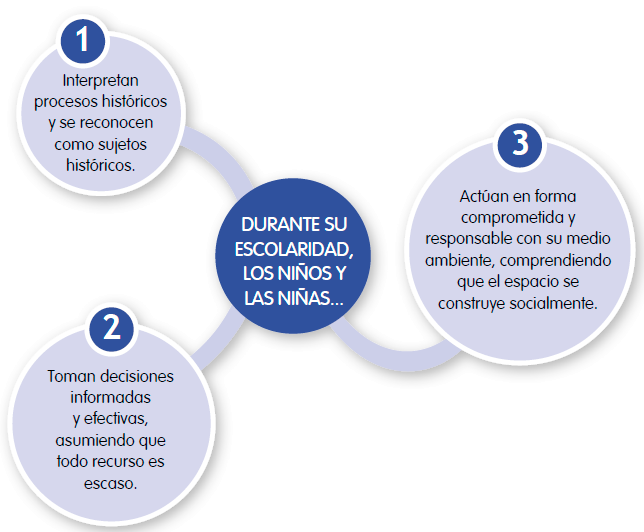 DURANTE SU
ESCOLARIDAD,
LOS NIÑOS Y
LAS NIÑAS...
1
Interpretan
procesos históricos
y se reconocen
como sujetos
históricos.
2
Toman decisiones
informadas
y efectivas,
asumiendo que
todo recurso es
escaso.
3
Actúan en forma
comprometida y
responsable con su medio
ambiente, comprendiendo
que el espacio se
construye socialmente.